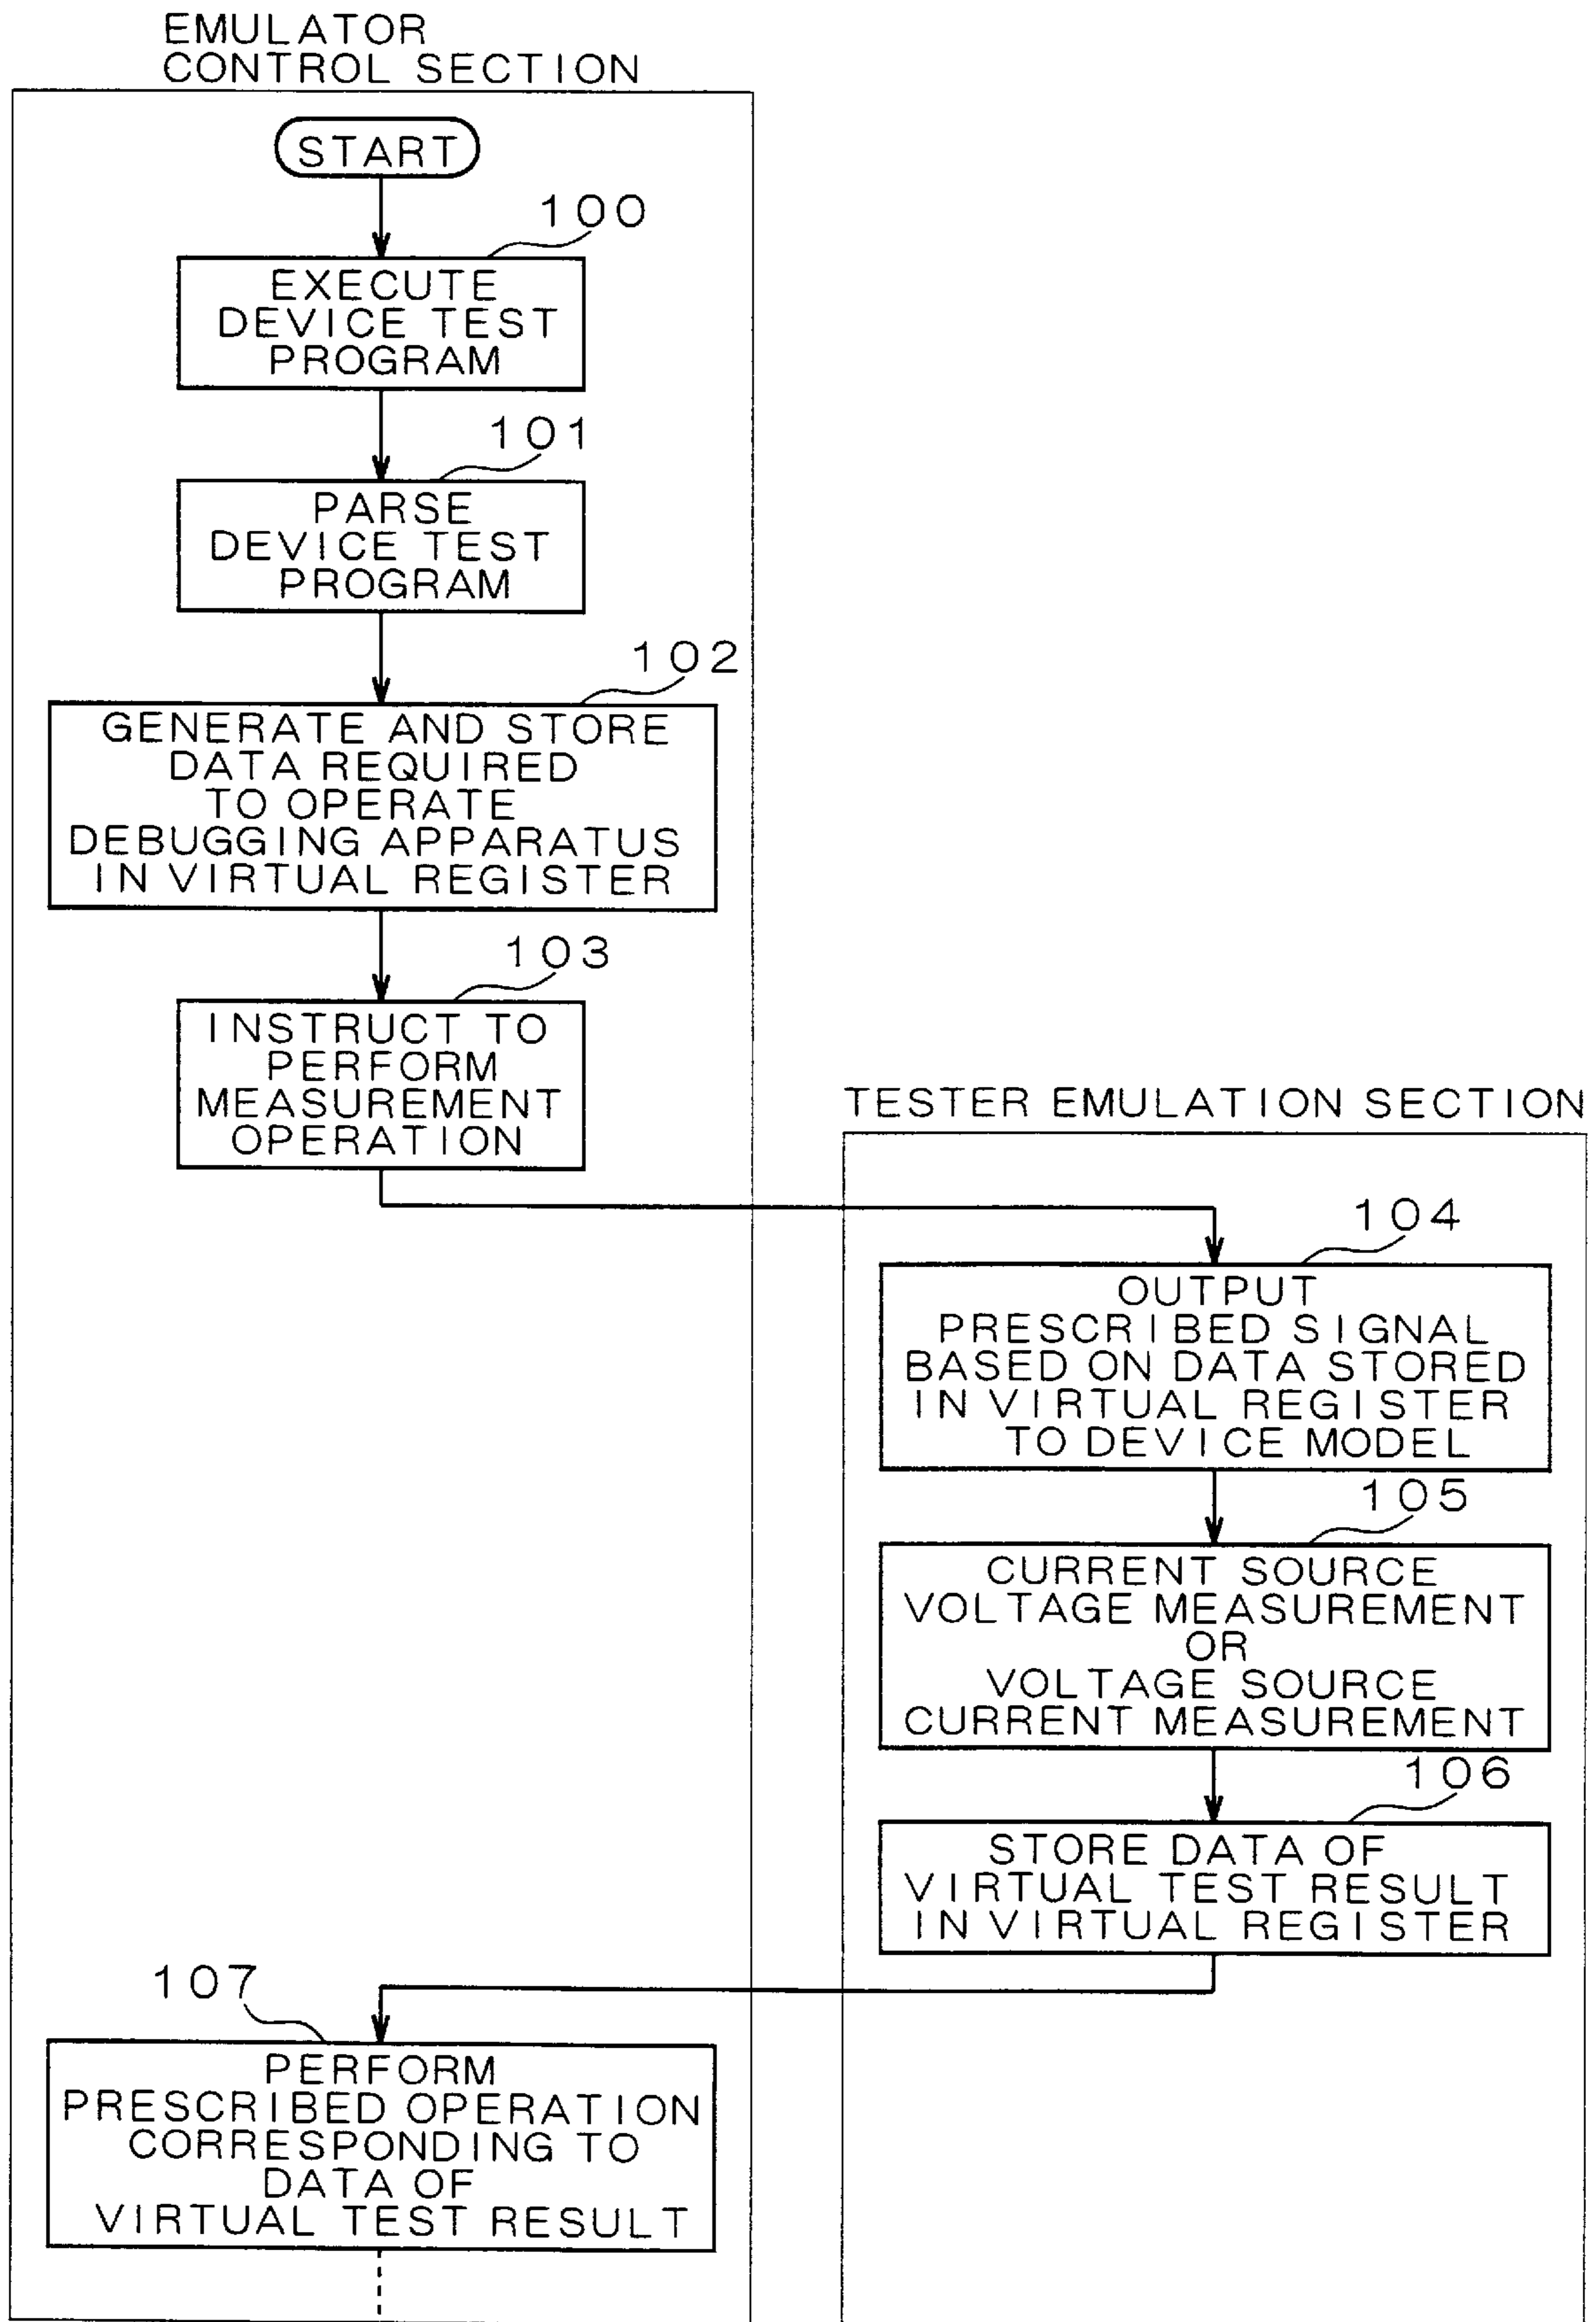 EMULATOR
CONTROL SECTION
START
100
EXECUTE
DEVICE TEST
PROGRAM
101
PARSE
DEVICE TEST
PROGRAM
102
GENERATE AND STORE
DATA REQUIRED
TO OPERATE
DEBUGGING APPARATUS
IN VIRTUAL REGISTER
103
INSTRUCT TO
PERFORM
MEASUREMENT
OPERATION
TESTER EMULATION SECTION
104
OUTPUT
PRESCRIBED SIGNAL
BASED ON DATA STORED
IN VIRTUAL REGISTER
TO DEVICE MODEL
105
CURRENT SOURCE
VOLTAGE MEASUREMENT
OR
VOLTAGE SOURCE
CURRENT MEASUREMENT
106
STORE DATA OF
VIRTUAL TEST RESULT
IN VIRTUAL REGISTER
107
PERFORM
PRESCRIBED OPERATION
CORRESPONDING TO
DATA OF
VIRTUAL TEST RESULT